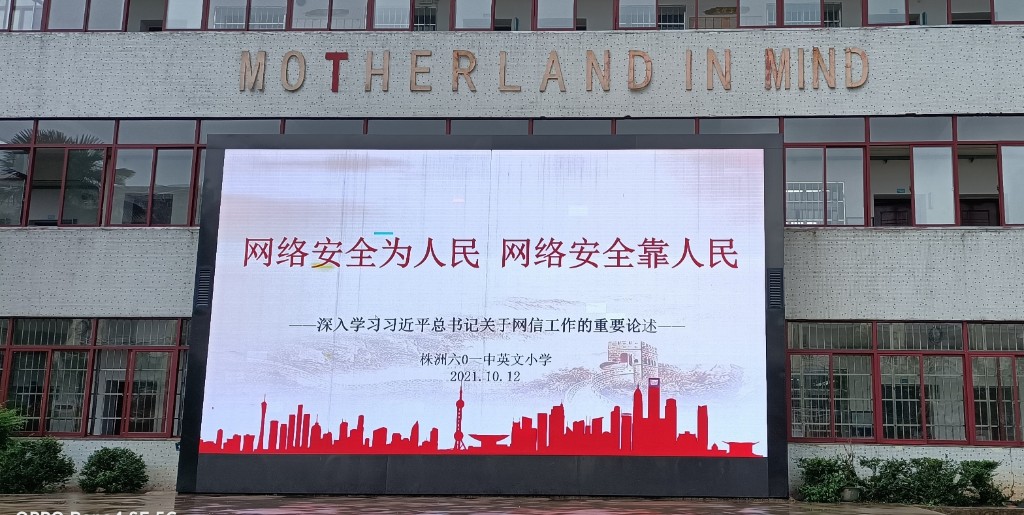 MOTHERLAND IN MIND
网络安全为人民 网络安全靠人民
——深入学习习近平总书记关于网信工作的重要论述——
株洲六0一中英文小学
2021.10.12